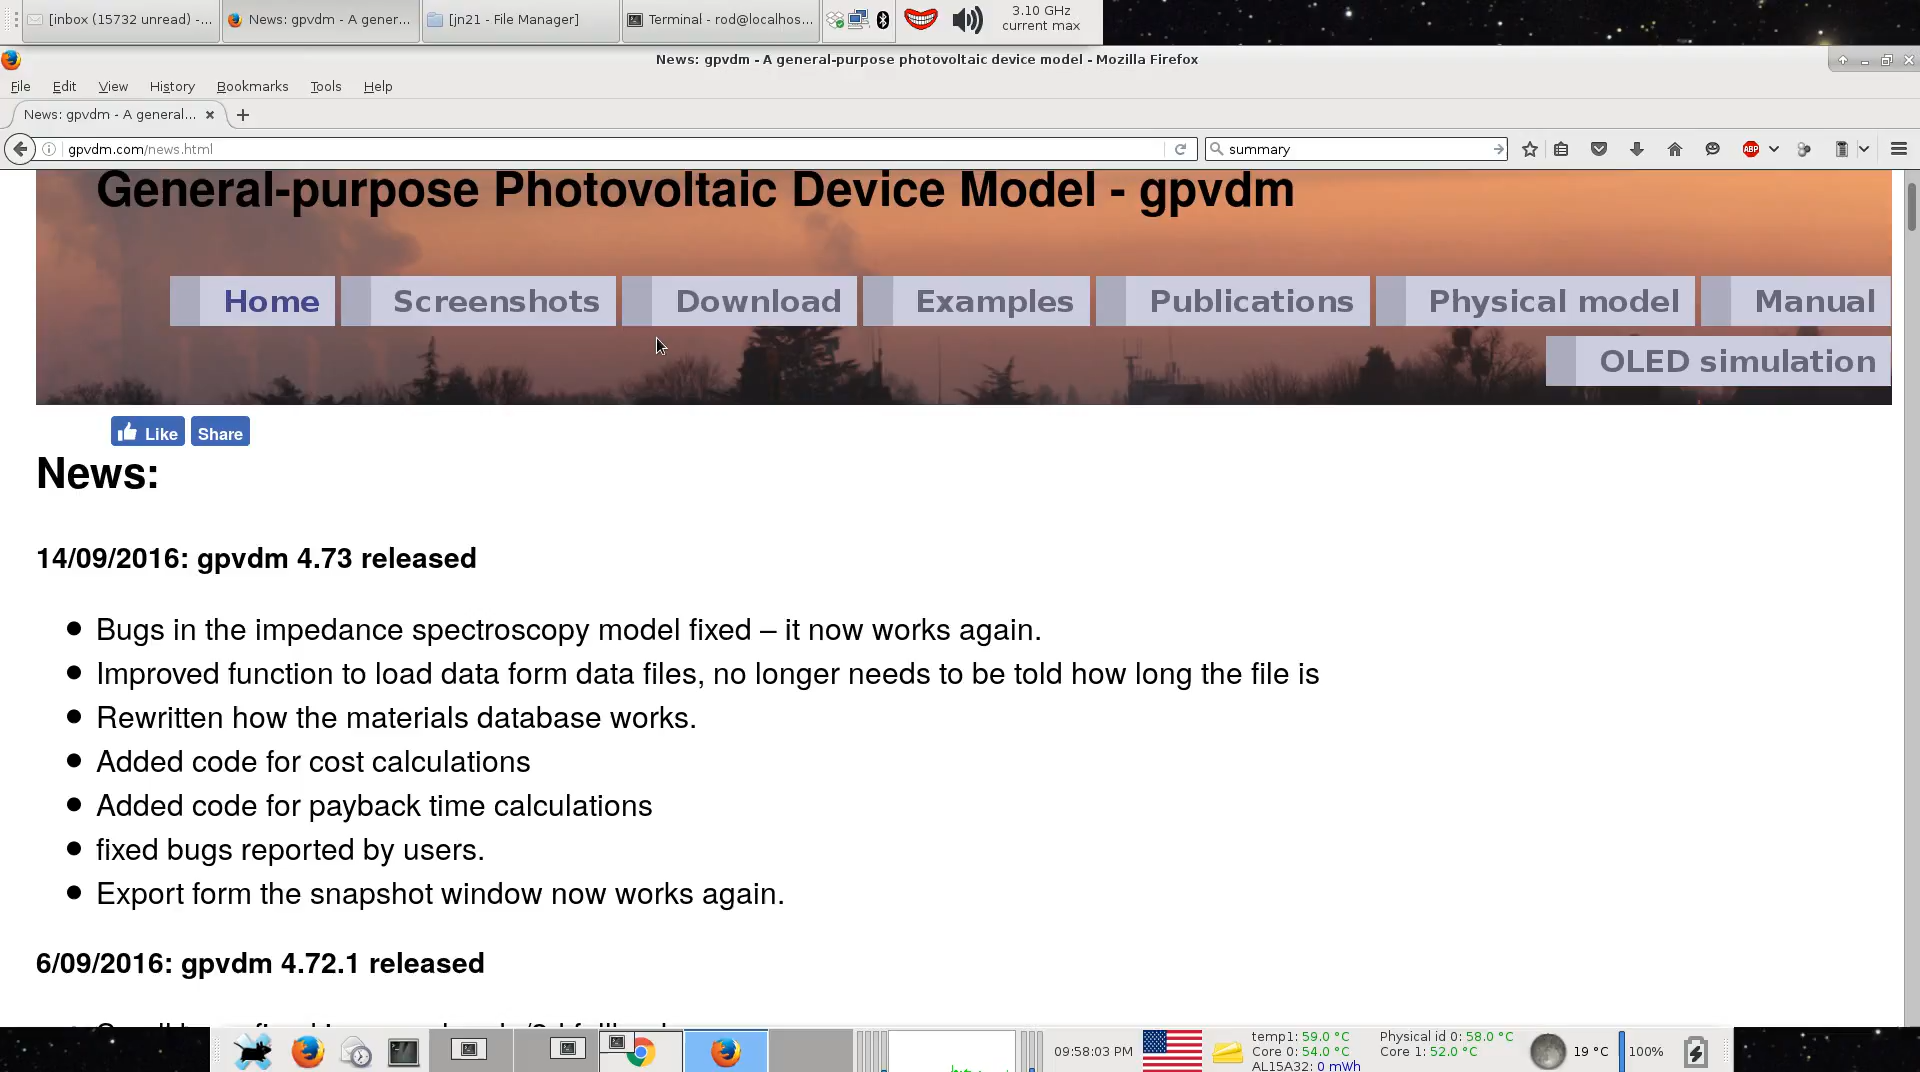 [inbox (15732 unread) -... News: gpvdm - A gener... [jn21 - File Manager] Terminal - rod@localhos... 3.10 GHz
current max
News: gpvdm - A general-purpose photovoltaic device model - Mozilla Firefox
File Edit View History Bookmarks Tools Help
News: gpvdm - A general... × +
gpvdm.com/news.html summary ABP
General-purpose Photovoltaic Device Model - gpvdm
Home Screenshots Download Examples Publications Physical model Manual
OLED simulation
Like Share
News:
14/09/2016: gpvdm 4.73 released
Bugs in the impedance spectroscopy model fixed – it now works again.
Improved function to load data form data files, no longer needs to be told how long the file is
Rewritten how the materials database works.
Added code for cost calculations
Added code for payback time calculations
fixed bugs reported by users.
Export form the snapshot window now works again.
6/09/2016: gpvdm 4.72.1 released
09:58:03 PM
temp1: 59.0 °C Physical id 0: 58.0 °C
Core 0: 54.0 °C Core 1: 52.0 °C
AL15A32: 0 mWh
19 °C 100%